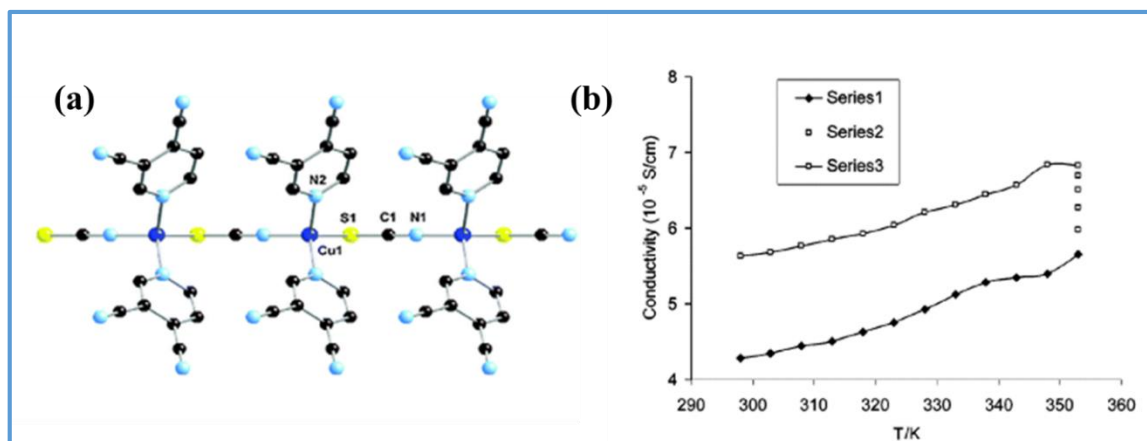 (a)
N2
S1
C1
N1
Cu1
(b)
Conductivity (10⁻⁵ S/cm)
8
7
6
5
4
Series1
Series2
Series3
290
300
310
320
330
340
350
360
T/K